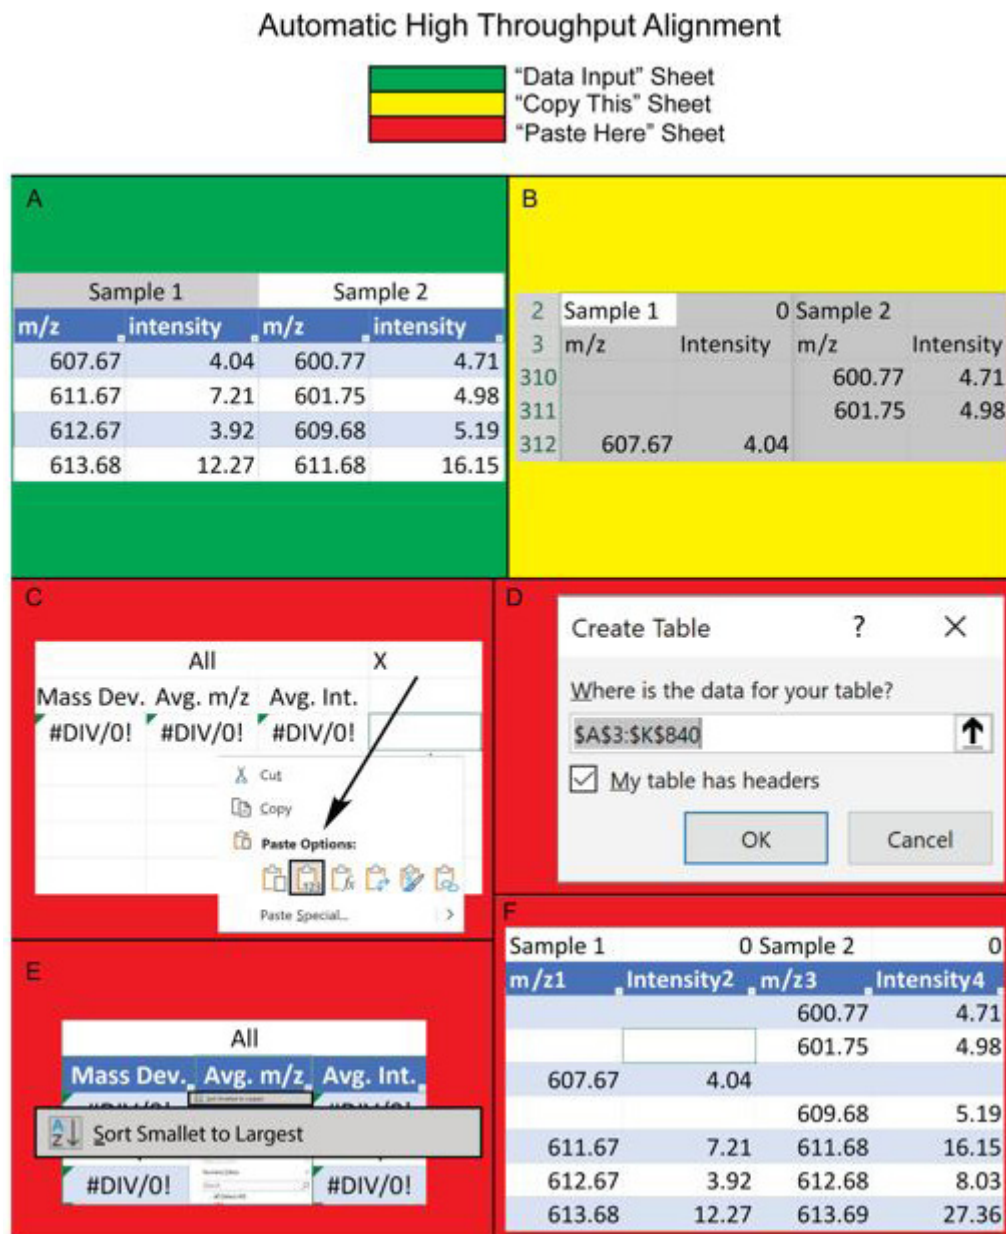 Automatic High Throughput Alignment
"Data Input" Sheet
"Copy This" Sheet
"Paste Here" Sheet
A
Sample 1 Sample 2
m/z intensity m/z intensity
607.67 4.04 600.77 4.71
611.67 7.21 601.75 4.98
612.67 3.92 609.68 5.19
613.68 12.27 611.68 16.15
B
2 Sample 1 0 Sample 2
3 m/z Intensity m/z Intensity
310 600.77 4.71
311 601.75 4.98
312 607.67 4.04
C
All X
Mass Dev. Avg. m/z Avg. Int.
#DIV/0! #DIV/0! #DIV/0!
Cut
Copy
Paste Options:
123 fx
Paste Special...
D
Create Table ? X
Where is the data for your table?
$A$3:$K$840
My table has headers
OK Cancel
E
All
Mass Dev. Avg. m/z Avg. Int.
Sort Smallet to Largest
#DIV/0! #DIV/0!
F
Sample 1 0 Sample 2 0
m/z1 Intensity2 m/z3 Intensity4
600.77 4.71
601.75 4.98
607.67 4.04
609.68 5.19
611.67 7.21 611.68 16.15
612.67 3.92 612.68 8.03
613.68 12.27 613.69 27.36